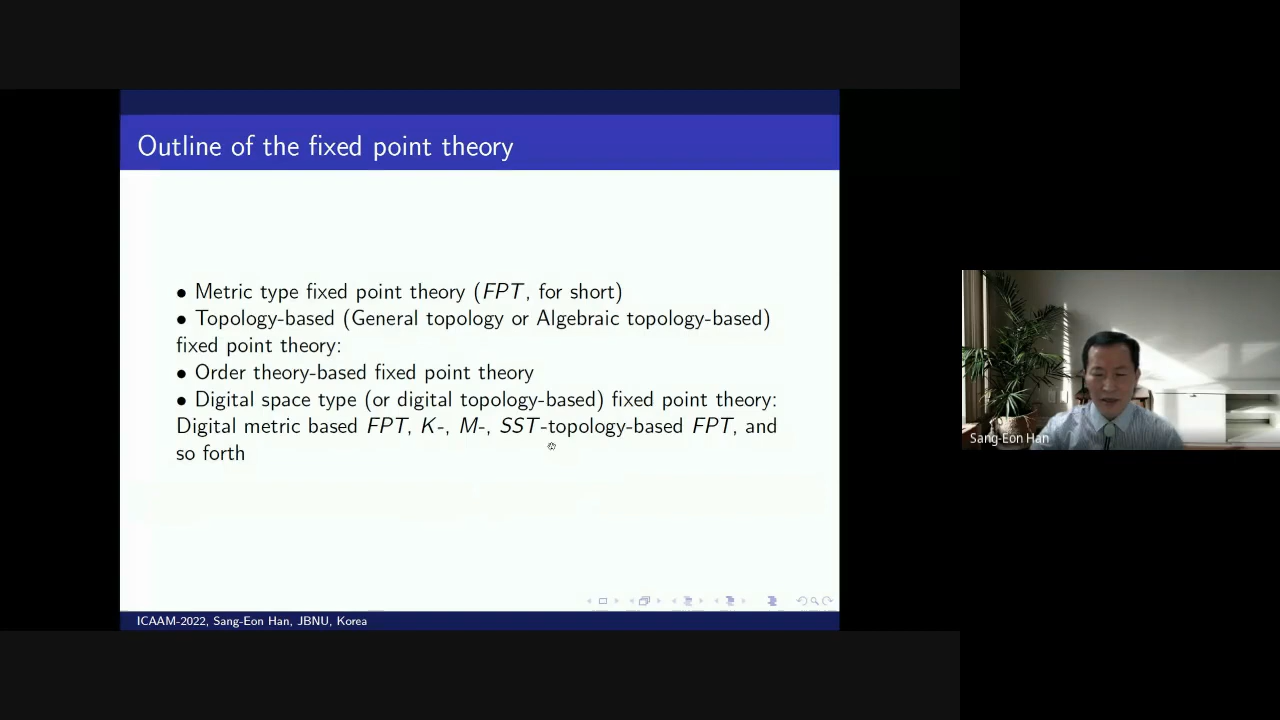 Outline of the fixed point theory
• Metric type fixed point theory (FPT, for short)
• Topology-based (General topology or Algebraic topology-based)
fixed point theory:
• Order theory-based fixed point theory
• Digital space type (or digital topology-based) fixed point theory:
Digital metric based FPT, K-, M-, SST-topology-based FPT, and
so forth
ICAAM-2022, Sang-Eon Han, JBNU, Korea
Sang-Eon Han